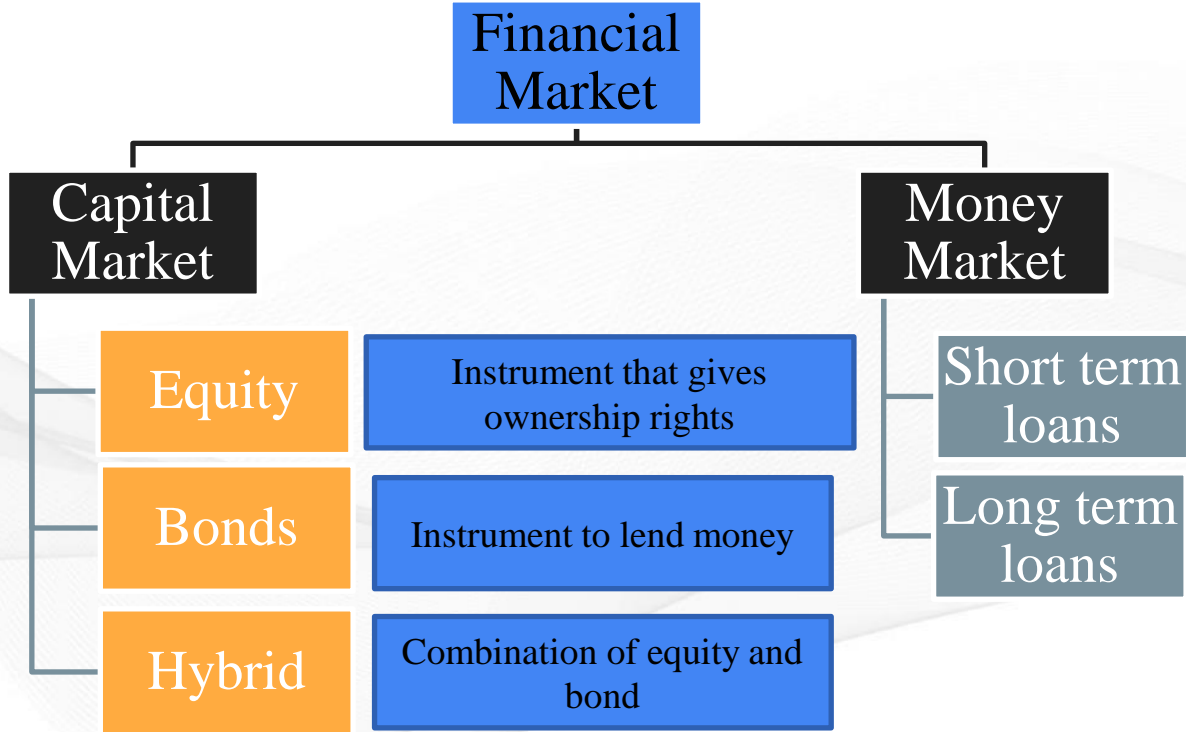 Financial
Market
Capital
Market
Money
Market
Equity
Instrument that gives
ownership rights
Short term
loans
Bonds
Instrument to lend money
Long term
loans
Hybrid
Combination of equity and
bond